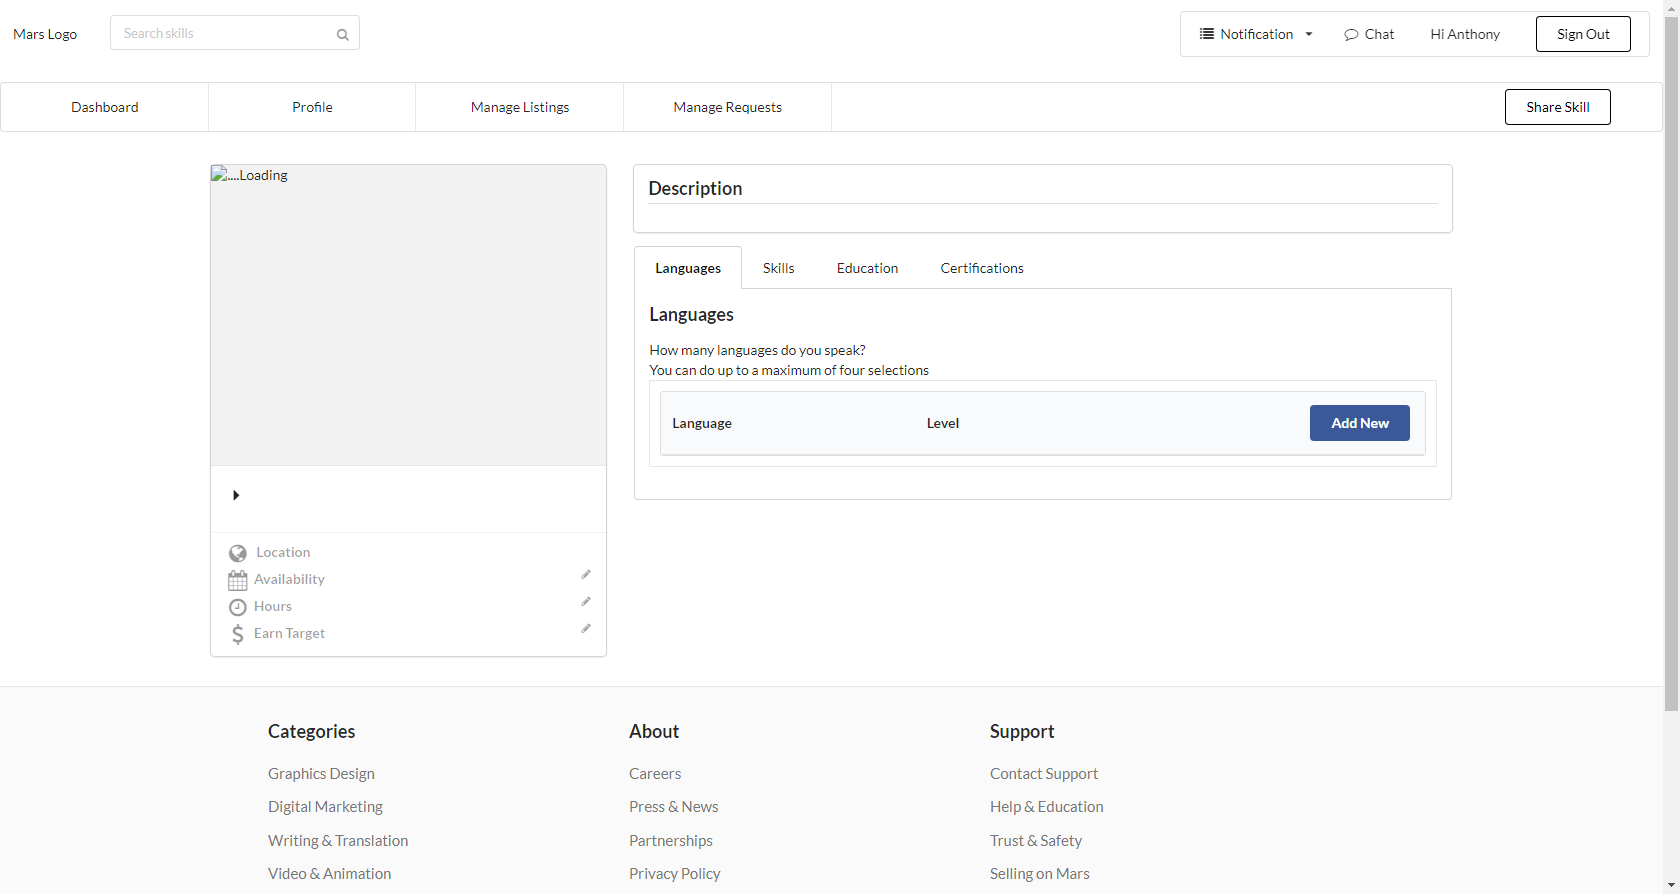 Mars Logo
Search skills
Notification
Chat
Hi Anthony
Sign Out
Dashboard
Profile
Manage Listings
Manage Requests
Share Skill
....Loading
Location
Availability
Hours
Earn Target
Description
Languages
Skills
Education
Certifications
Languages
How many languages do you speak?
You can do up to a maximum of four selections
Language
Level
Add New
Categories
Graphics Design
Digital Marketing
Writing & Translation
Video & Animation
About
Careers
Press & News
Partnerships
Privacy Policy
Support
Contact Support
Help & Education
Trust & Safety
Selling on Mars